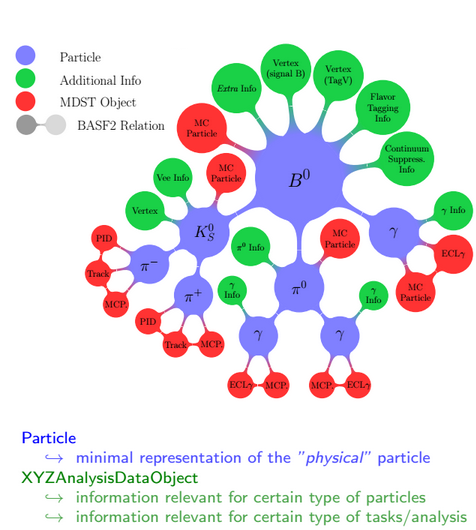 Particle
Additional Info
MDST Object
BASF2 Relation
Vertex
(signal B)
Vertex
(TagV)
Extra Info
Flavor
Tagging
Info
MC
Particle
Continuum
Suppress.
Info
B⁰
MC
Particle
Vee Info
Vertex
K_S⁰
γ
γ Info
ECLγ
MC
Particle
π⁰ Info
MC
Particle
PID
Track
MCP.
π⁻
π⁺
PID
Track
MCP.
π⁰
γ
Info
γ
Info
γ
γ
ECLγ
MCP.
MCP.
ECLγ
Particle
↪ minimal representation of the "physical" particle
XYZAnalysisDataObject
↪ information relevant for certain type of particles
↪ information relevant for certain type of tasks/analysis